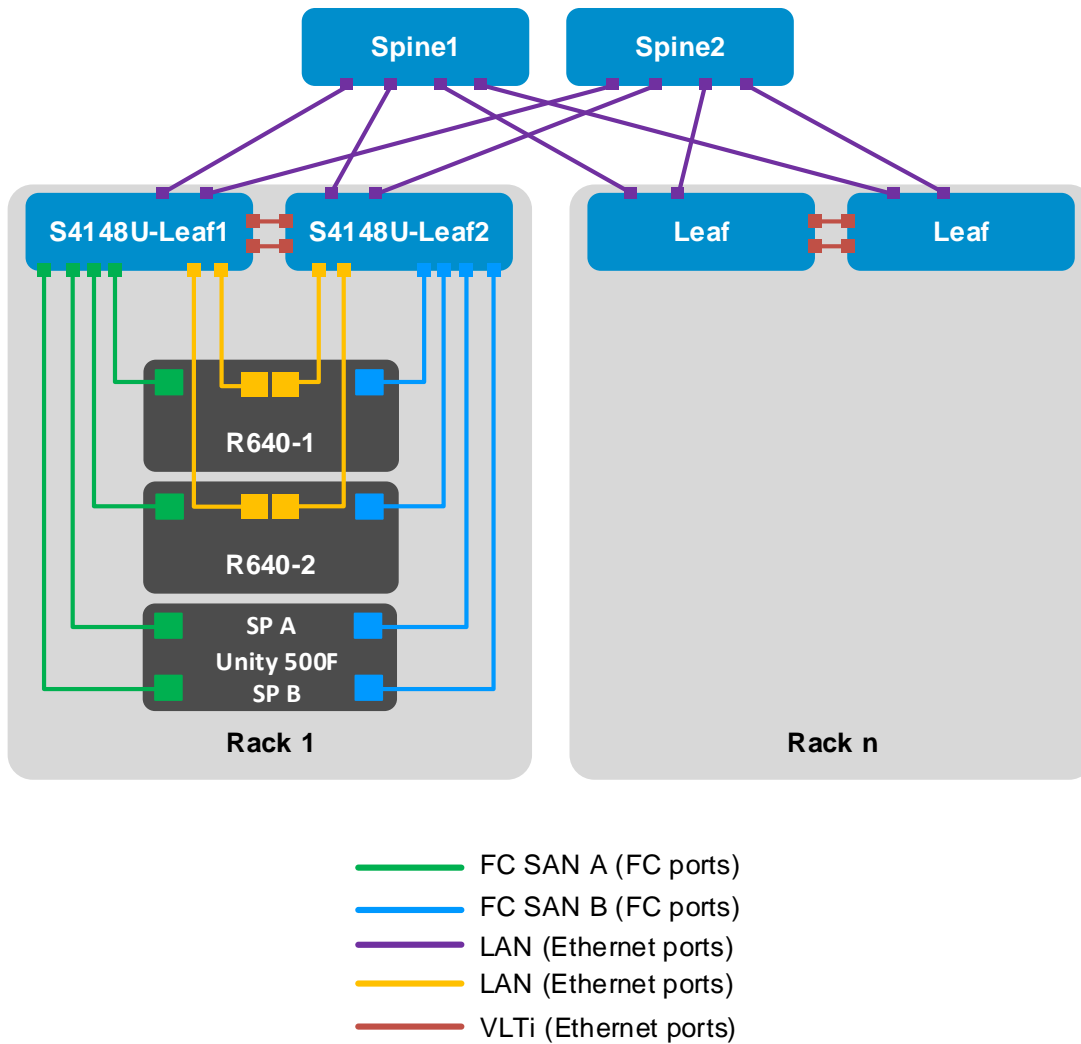 Spine1
Spine2
S4148U-Leaf1
S4148U-Leaf2
Leaf
Leaf
R640-1
R640-2
SP A
Unity 500F
SP B
Rack 1
Rack n
FC SAN A (FC ports)
FC SAN B (FC ports)
LAN (Ethernet ports)
LAN (Ethernet ports)
VLTi (Ethernet ports)